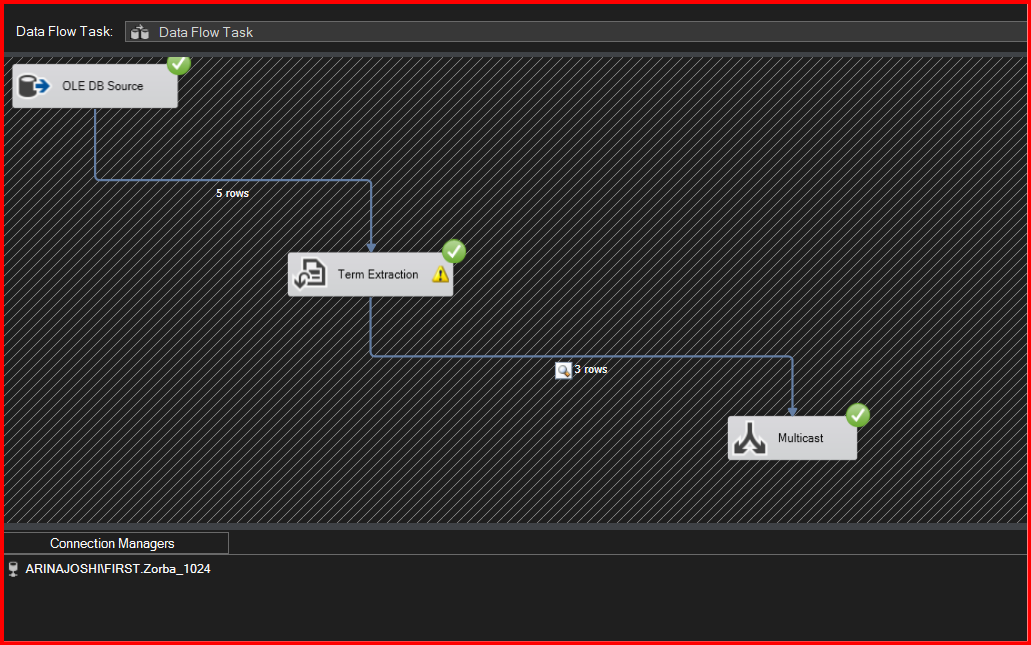 Data Flow Task: Data Flow Task
OLE DB Source
5 rows
Term Extraction
3 rows
Multicast
Connection Managers
ARINAJOSHI\FIRST.Zorba_1024